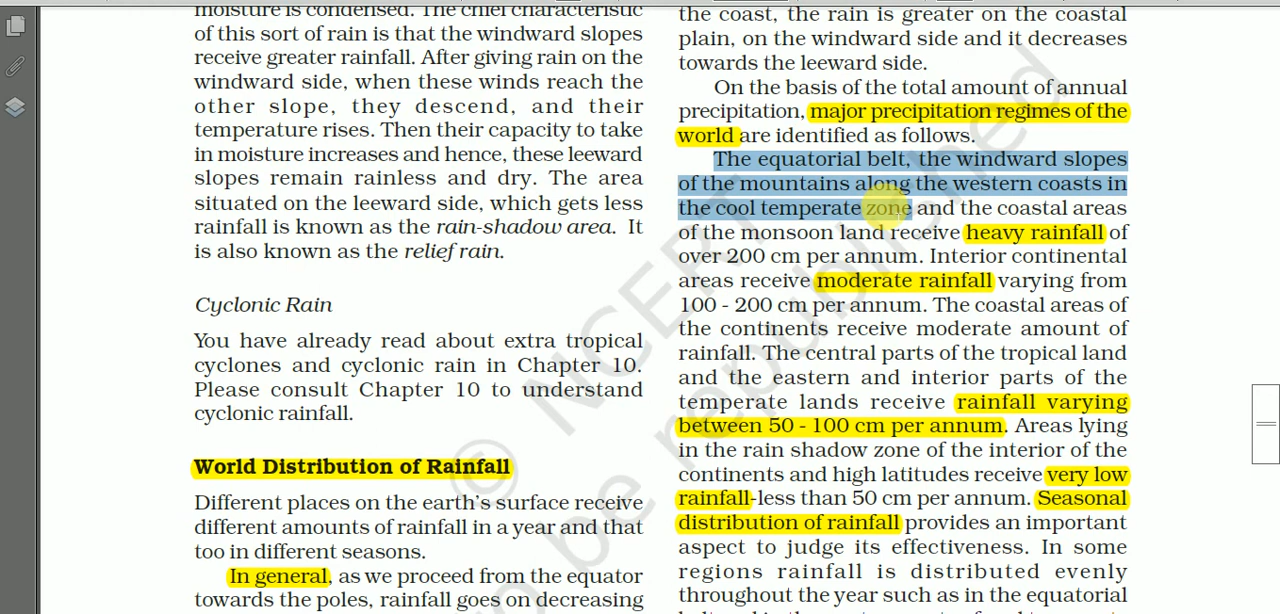 moisture is condensed. The chief characteristic
of this sort of rain is that the windward slopes
receive greater rainfall. After giving rain on the
windward side, when these winds reach the
other slope, they descend, and their
temperature rises. Then their capacity to take
in moisture increases and hence, these leeward
slopes remain rainless and dry. The area
situated on the leeward side, which gets less
rainfall is known as the rain-shadow area. It
is also known as the relief rain.
Cyclonic Rain
You have already read about extra tropical
cyclones and cyclonic rain in Chapter 10.
Please consult Chapter 10 to understand
cyclonic rainfall.
World Distribution of Rainfall
Different places on the earth's surface receive
different amounts of rainfall in a year and that
too in different seasons.
In general, as we proceed from the equator
towards the poles, rainfall goes on decreasing
the coast, the rain is greater on the coastal
plain, on the windward side and it decreases
towards the leeward side.
On the basis of the total amount of annual
precipitation, major precipitation regimes of the
world are identified as follows.
The equatorial belt, the windward slopes
of the mountains along the western coasts in
the cool temperate zone and the coastal areas
of the monsoon land receive heavy rainfall of
over 200 cm per annum. Interior continental
areas receive moderate rainfall varying from
100 - 200 cm per annum. The coastal areas of
the continents receive moderate amount of
rainfall. The central parts of the tropical land
and the eastern and interior parts of the
temperate lands receive rainfall varying
between 50 - 100 cm per annum. Areas lying
in the rain shadow zone of the interior of the
continents and high latitudes receive very low
rainfall-less than 50 cm per annum. Seasonal
distribution of rainfall provides an important
aspect to judge its effectiveness. In some
regions rainfall is distributed evenly
throughout the year such as in the equatorial
© NCERT
be republished